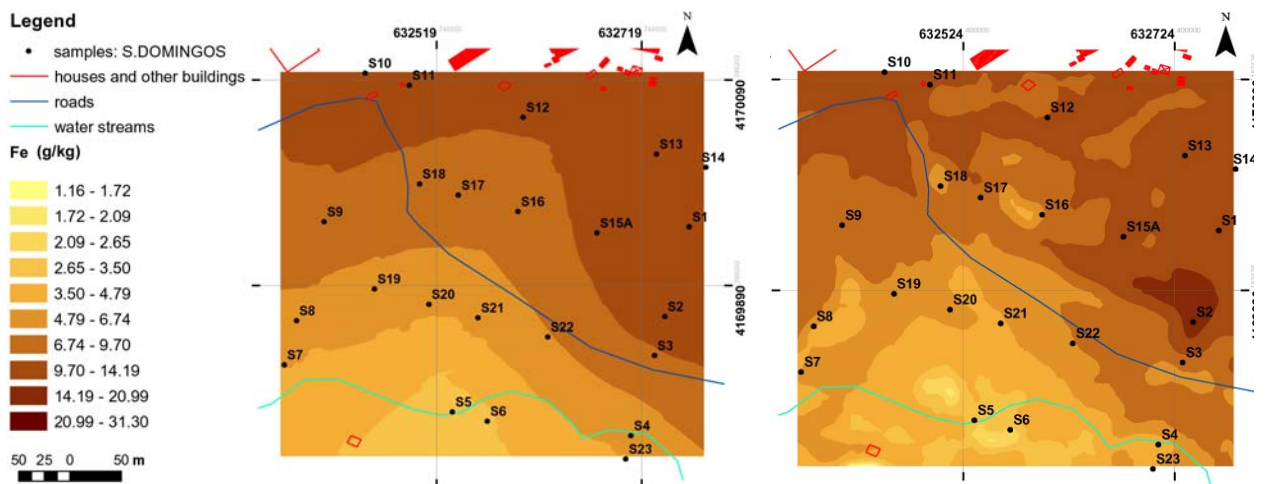 Legend
samples: S.DOMINGOS
houses and other buildings
roads
water streams
Fe (g/kg)
1.16 - 1.72
1.72 - 2.09
2.09 - 2.65
2.65 - 3.50
3.50 - 4.79
4.79 - 6.74
6.74 - 9.70
9.70 - 14.19
14.19 - 20.99
20.99 - 31.30
50 25 0 50 m
632519
632719
N
4170090
4169890
S10
S11
S12
S13
S14
S18
S17
S16
S9
S15A
S1
S19
S20
S21
S8
S2
S22
S3
S7
S5
S6
S4
S23
632524
632724
N
S10
S11
S12
S13
S14
S18
S17
S16
S9
S15A
S1
S19
S20
S21
S8
S2
S22
S3
S7
S5
S6
S4
S23